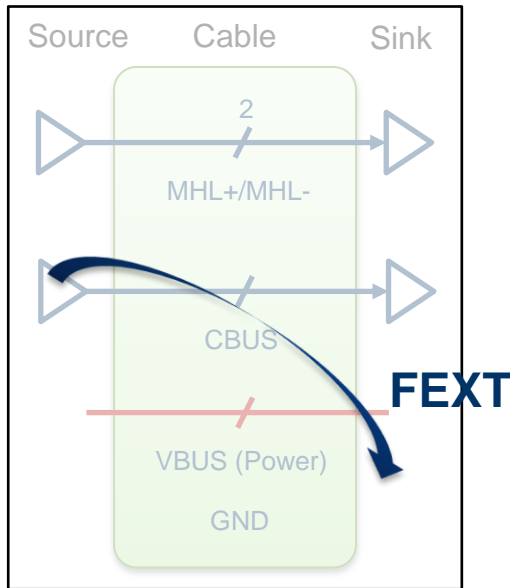 Source Cable Sink
2
MHL+/MHL-
CBUS
FEXT
VBUS (Power)
GND